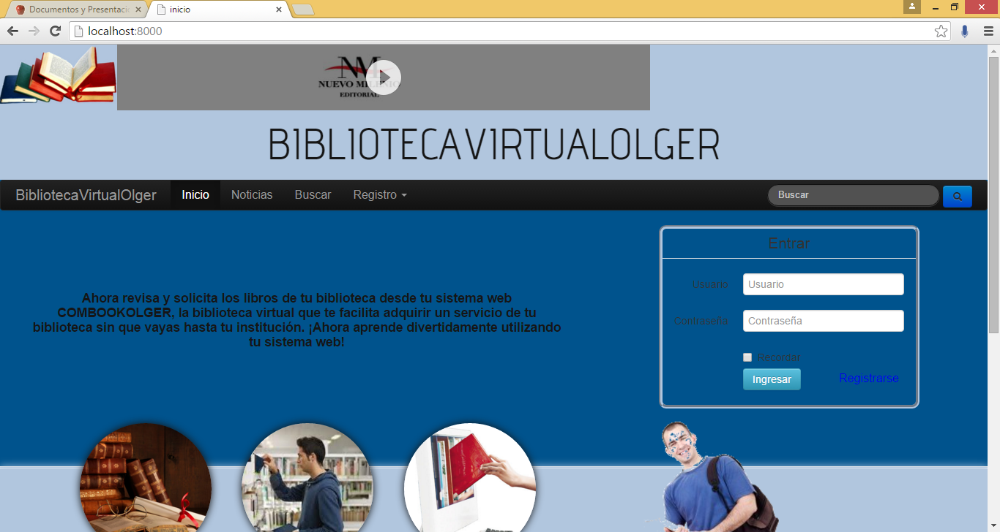 Documentos y Presentacio
inicio
localhost:8000
NM
NUEVO MILENIO
EDITORIAL
BIBLIOTECAVIRTUALOLGER
BibliotecaVirtualOlger Inicio Noticias Buscar Registro Buscar
Entrar
Usuario Usuario
Contraseña Contraseña
Recordar
Ingresar Registrarse
Ahora revisa y solicita los libros de tu biblioteca desde tu sistema web
COMBOOKOLGER, la biblioteca virtual que te facilita adquirir un servicio de tu
biblioteca sin que vayas hasta tu institución. ¡Ahora aprende divertidamente utilizando
tu sistema web!